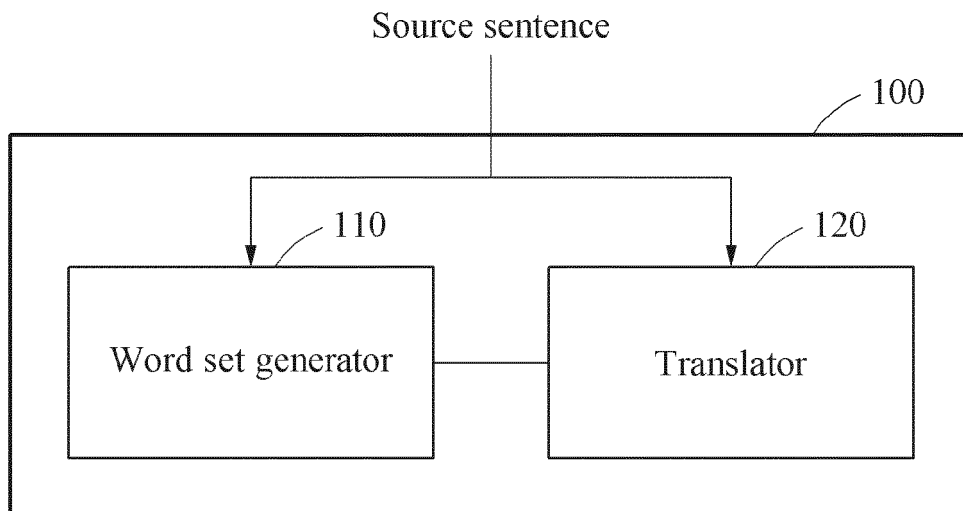 Source sentence
100
110
120
Word set generator
Translator